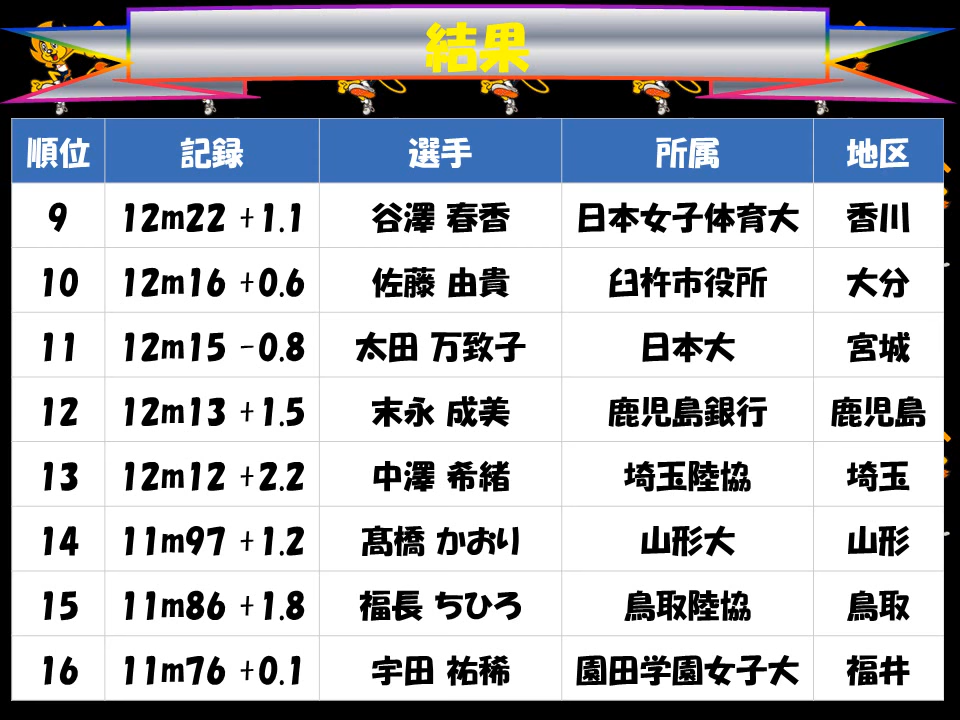 結果
順位 記録 選手 所属 地区
9 12m22 +1.1 谷澤 春香 日本女子体育大 香川
10 12m16 +0.6 佐藤 由貴 臼杵市役所 大分
11 12m15 -0.8 太田 万致子 日本大 宮城
12 12m13 +1.5 末永 成美 鹿児島銀行 鹿児島
13 12m12 +2.2 中澤 希緒 埼玉陸協 埼玉
14 11m97 +1.2 髙橋 かおり 山形大 山形
15 11m86 +1.8 福長 ちひろ 鳥取陸協 鳥取
16 11m76 +0.1 宇田 祐稀 園田学園女子大 福井